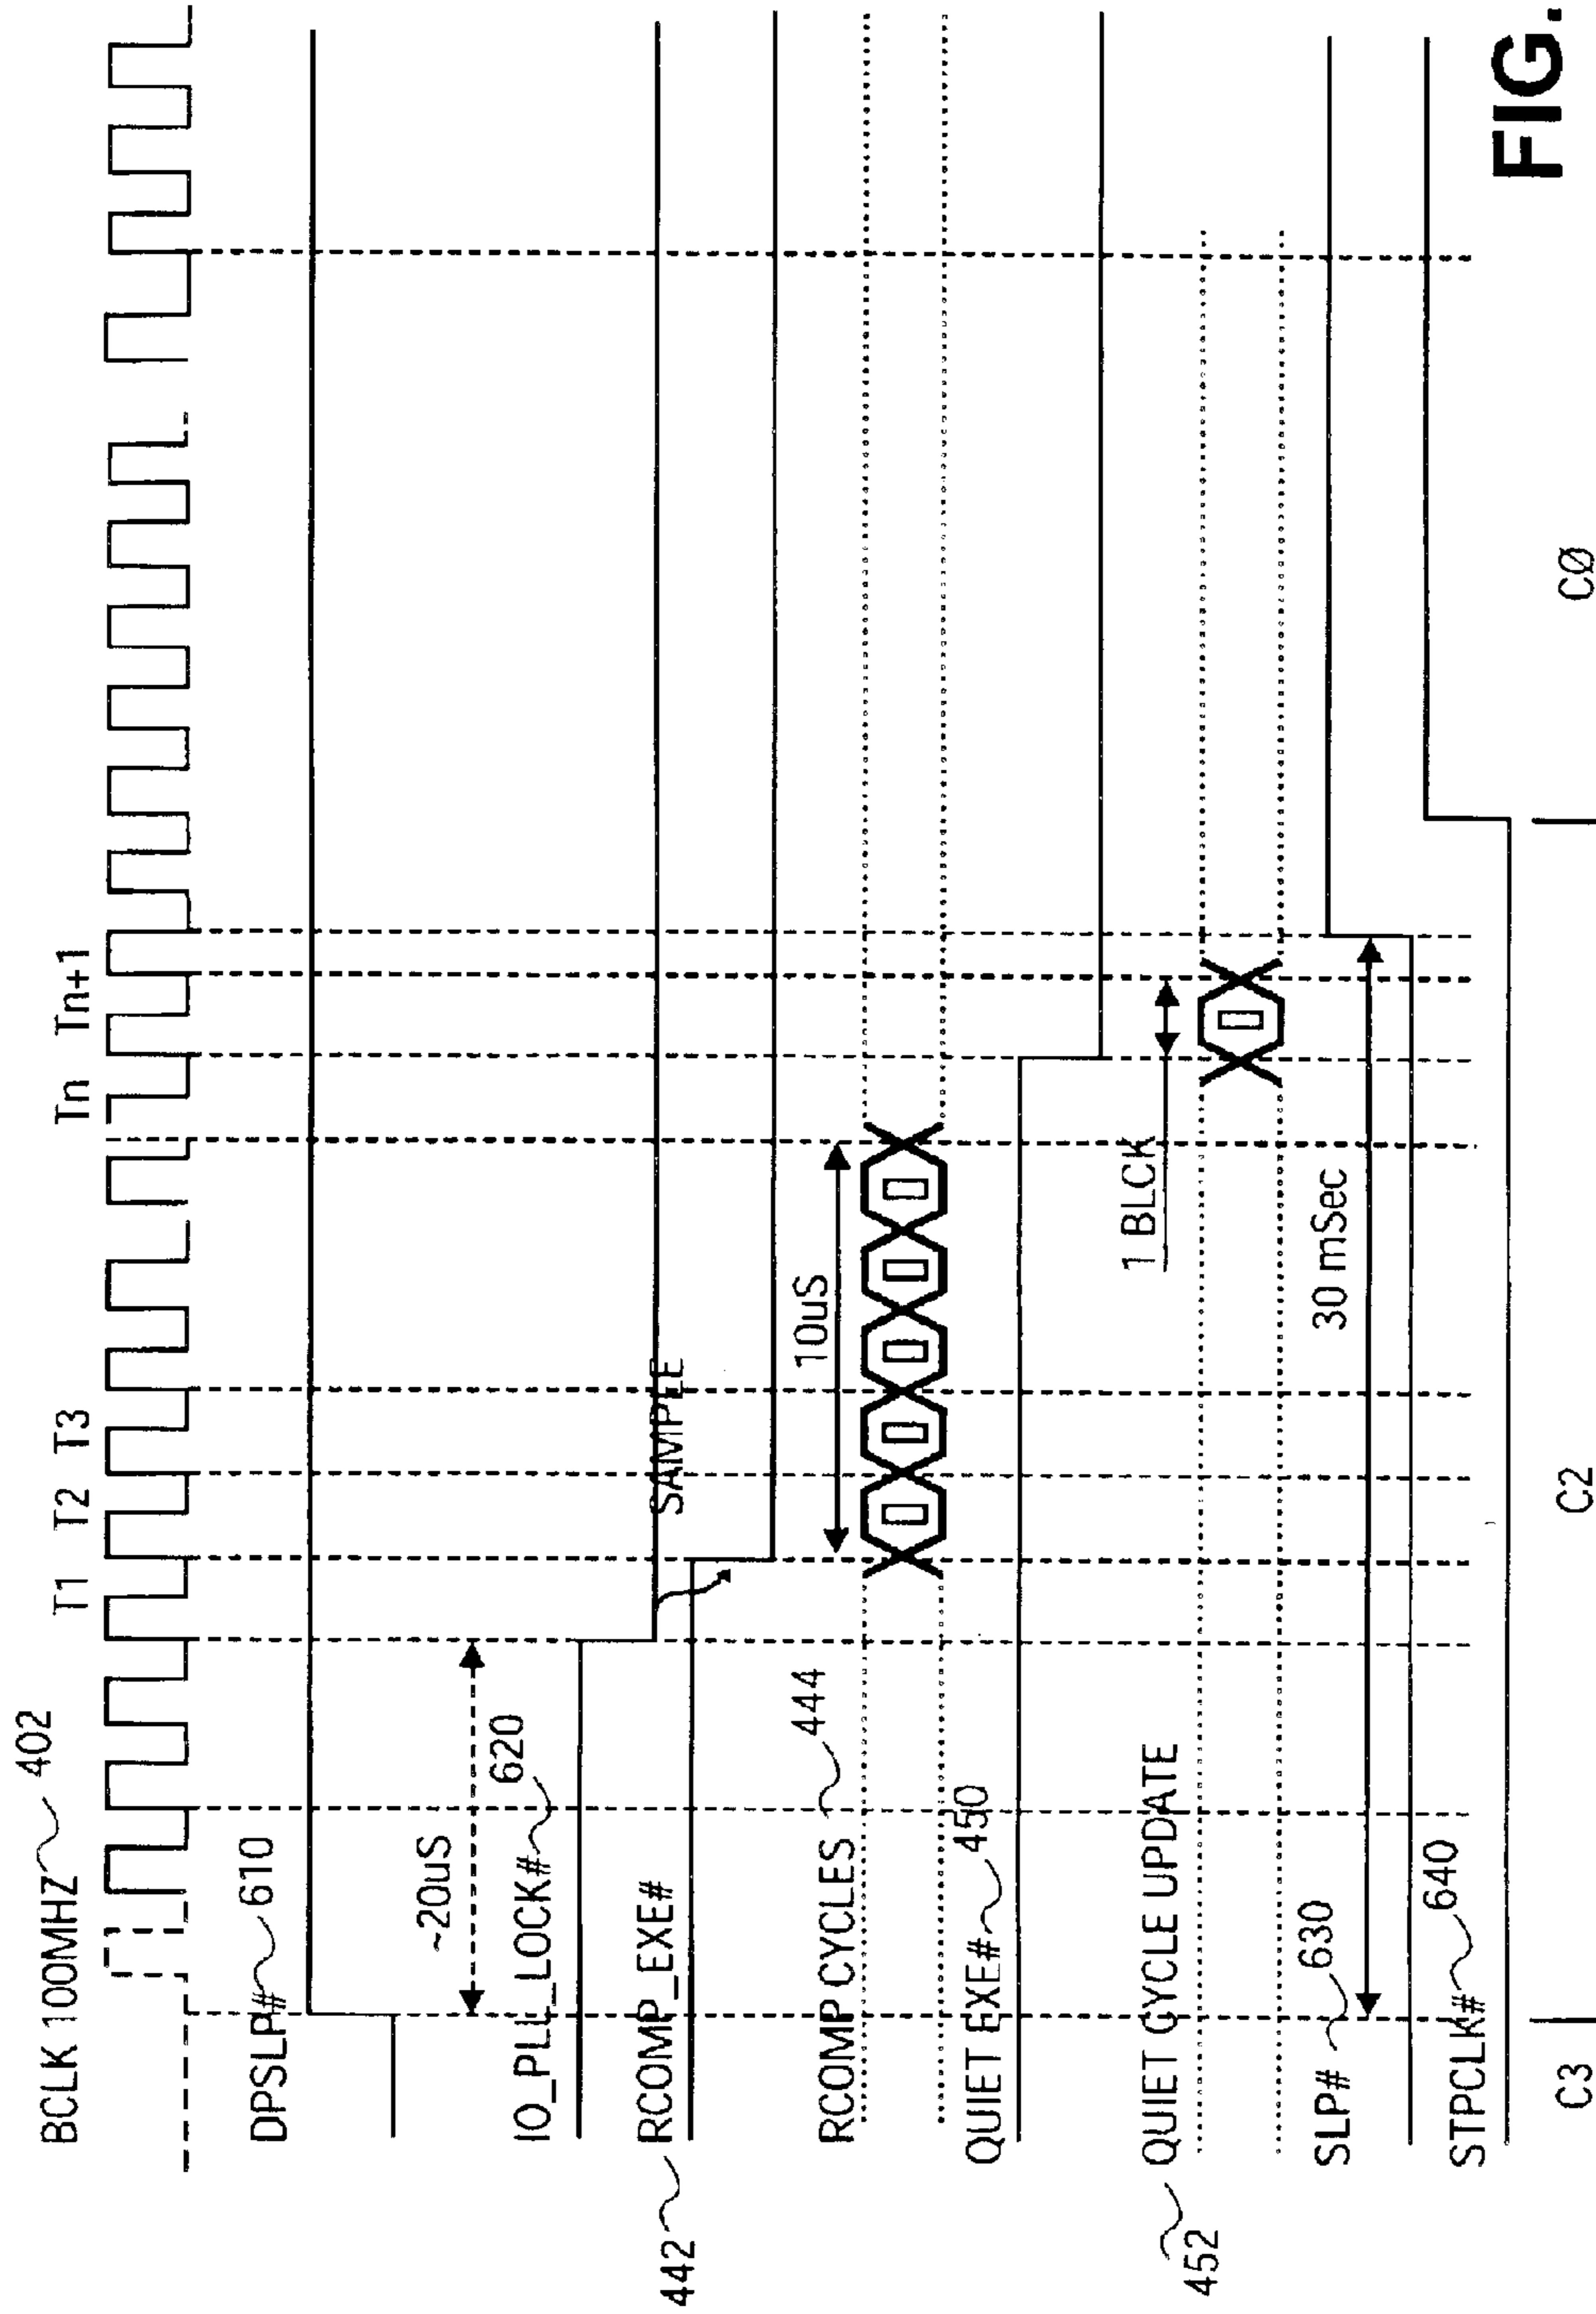 BCLK 100MHZ 402
T1 T2 T3 Tn Tn+1
DPSLP# 610
~20uS
IO_PLL_LOCK# 620
RCOMP_EXE#
442
SAMPLE
10uS
RCOMP CYCLES 444
QUIET EXE# 450
1 BLCK
QUIET CYCLE UPDATE
452
30 mSec
SLP# 630
STPCLK# 640
C3 C2 CØ
FIG.